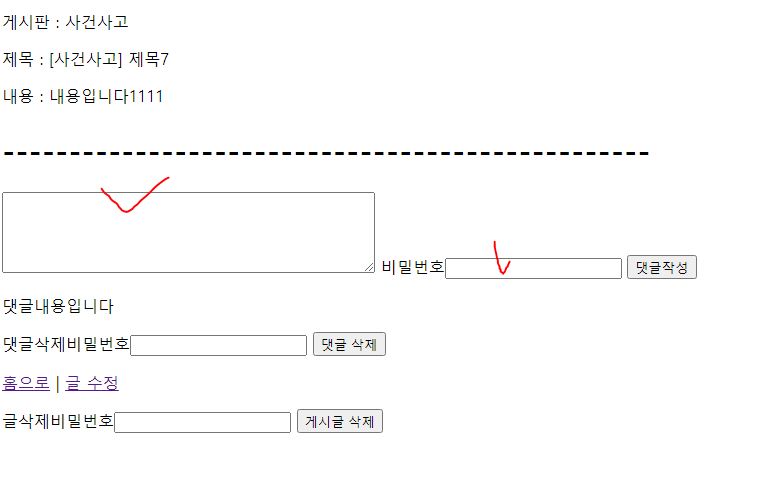 게시판 : 사건사고
제목 : [사건사고] 제목7
내용 : 내용입니다1111
-------------------------------------------------
비밀번호 댓글작성
댓글내용입니다
댓글삭제비밀번호 댓글 삭제
홈으로 | 글 수정
글삭제비밀번호 게시글 삭제